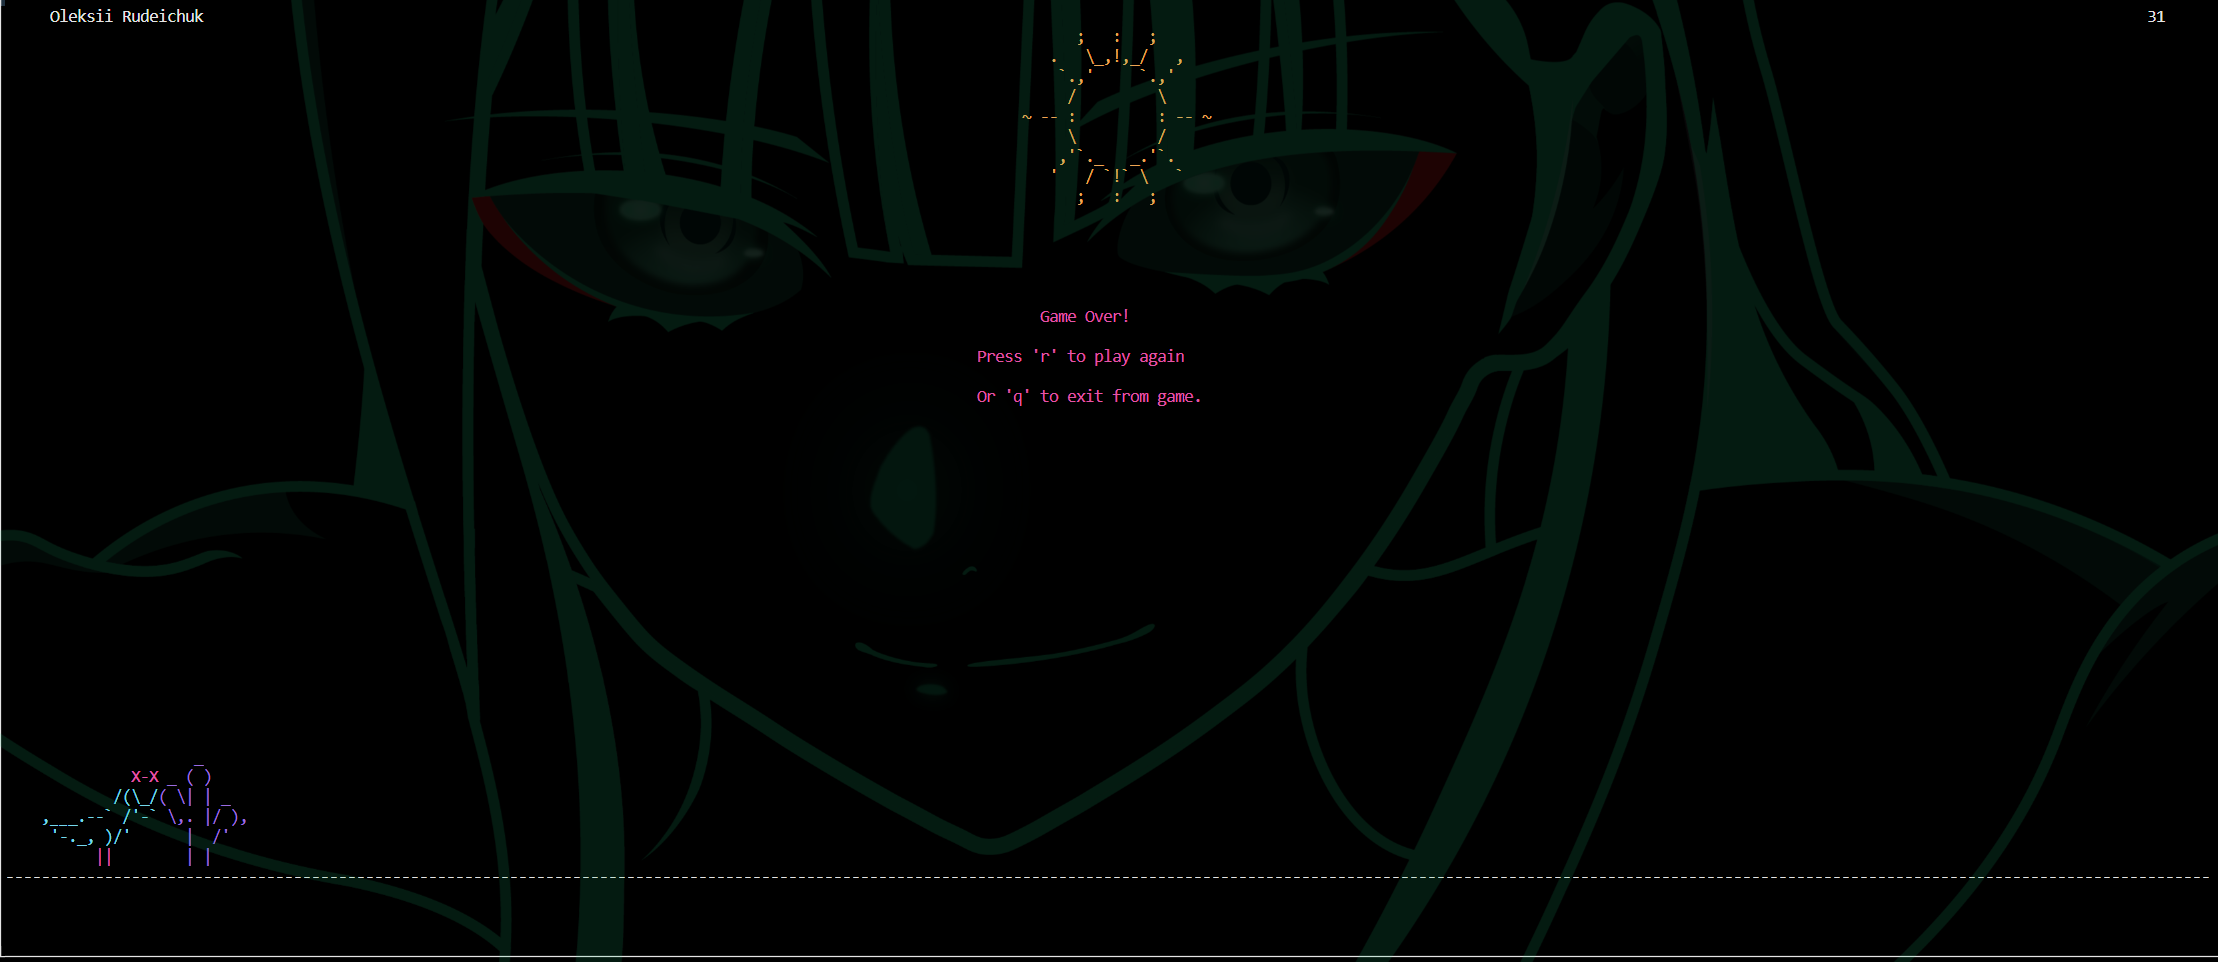 Oleksii Rudeichuk 31
Game Over!
Press 'r' to play again
Or 'q' to exit from game.
X-X